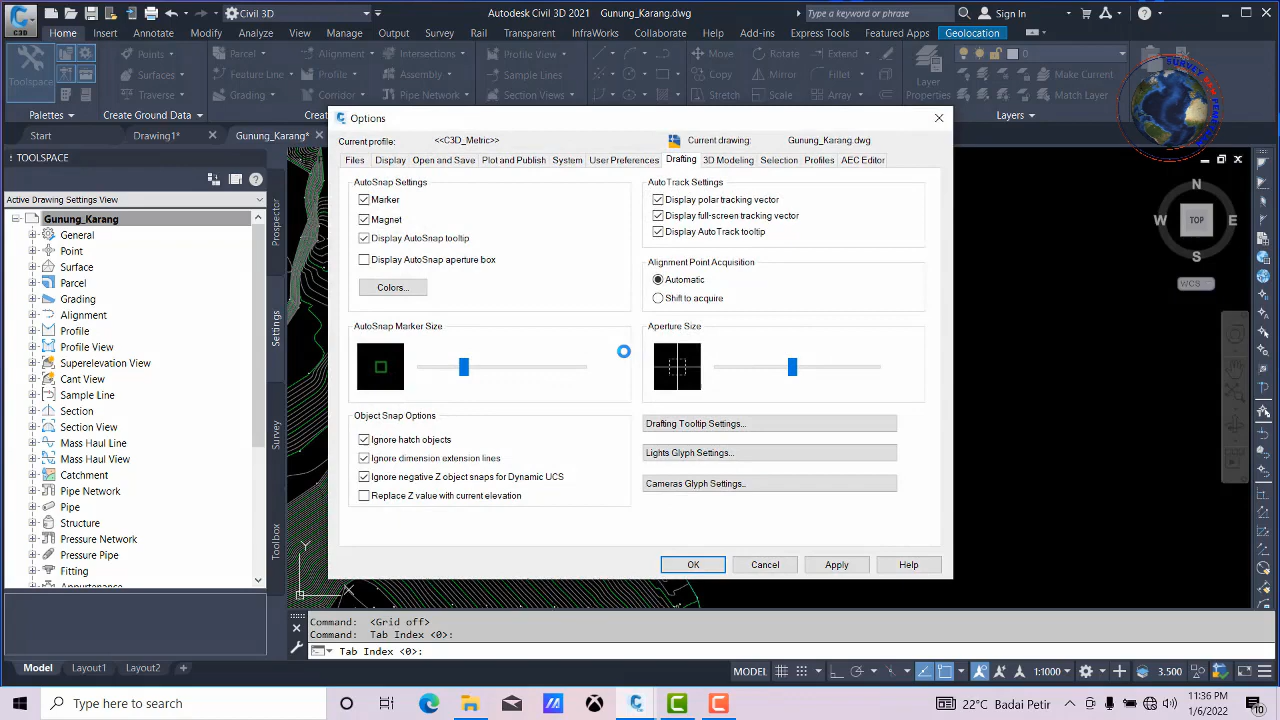 Civil 3D
Autodesk Civil 3D 2021 Gunung_Karang.dwg
Type a keyword or phrase
Sign In
C3D
Home Insert Annotate Modify Analyze View Manage Output Survey Rail Transparent InfraWorks Collaborate Help Add-ins Express Tools Featured Apps Geolocation
Toolspace
Points
Surfaces
Traverse
Parcel
Feature Line
Grading
Alignment
Profile
Intersections
Assembly
Pipe Network
Profile View
Sample Lines
Section Views
Move
Copy
Stretch
Rotate
Mirror
Scale
Extend
Fillet
Array
Layer
Properties
0
Make Current
Match Layer
Palettes
Create Ground Data
Layers
Start
Drawing1*
Gunung_Karang*
TOOLSPACE
Active Drawing Settings View
Gunung_Karang
General
Point
Surface
Parcel
Grading
Alignment
Profile
Profile View
Superelevation View
Cant View
Sample Line
Section
Section View
Mass Haul Line
Mass Haul View
Catchment
Pipe Network
Pipe
Structure
Pressure Network
Pressure Pipe
Fitting
Appurtenance
Prospector
Settings
Survey
Toolbox
Options
Current profile: <<C3D_Metric>>
Current drawing: Gunung_Karang.dwg
Files Display Open and Save Plot and Publish System User Preferences Drafting 3D Modeling Selection Profiles AEC Editor
AutoSnap Settings
Marker
Magnet
Display AutoSnap tooltip
Display AutoSnap aperture box
Colors...
AutoSnap Marker Size
Object Snap Options
Ignore hatch objects
Ignore dimension extension lines
Ignore negative Z object snaps for Dynamic UCS
Replace Z value with current elevation
AutoTrack Settings
Display polar tracking vector
Display full-screen tracking vector
Display AutoTrack tooltip
Alignment Point Acquisition
Automatic
Shift to acquire
Aperture Size
Drafting Tooltip Settings...
Lights Glyph Settings...
Cameras Glyph Settings...
OK Cancel Apply Help
N
W TOP E
S
WCS
Y
X
Command: <Grid off>
Command: Tab Index <0>:
Tab Index <0>:
Model Layout1 Layout2
MODEL
1:1000
3.500
Type here to search
22°C Badai Petir
11:36 PM
1/6/2022
10